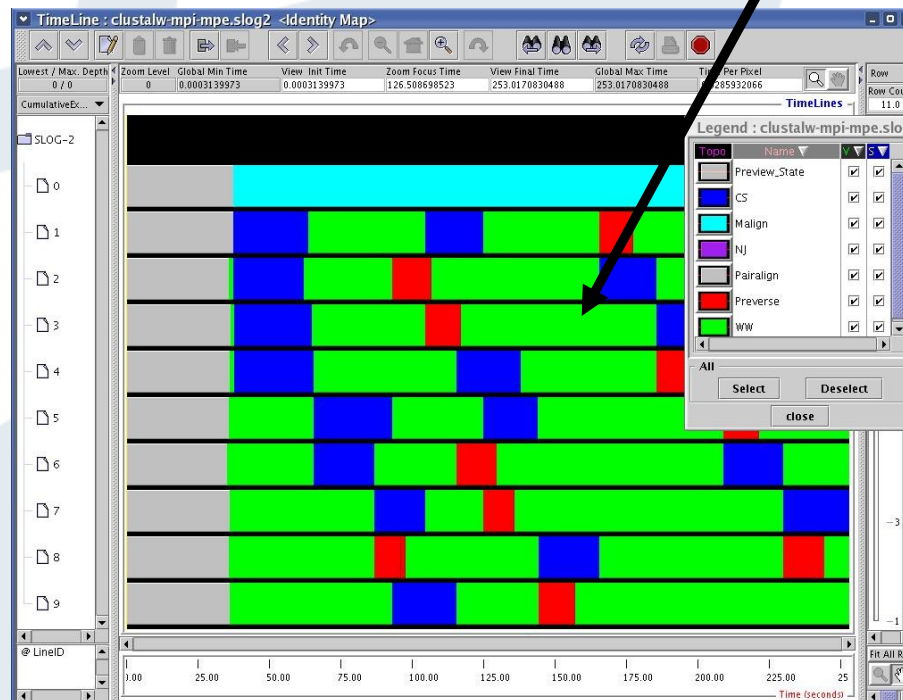 TimeLine : clustalw-mpi-mpe.slog2 <Identity Map>
Lowest / Max. Depth Zoom Level Global Min Time View Init Time Zoom Focus Time View Final Time Global Max Time Per Pixel Row
0 / 0 0 0.0003139973 0.0003139973 126.508698523 253.0170830488 253.0170830488 Row Cou
CumulativeEx... 11.0
TimeLines
SLOG-2
0
1
2
3
4
5
6
7
8
9
Legend : clustalw-mpi-mpe.slo
Topo Name V S
Preview_State
CS
Malign
NJ
Pairalign
Preverse
WW
All
Select Deselect
close
-3
-1
@ LineID
Fit All R
0.00 25.00 50.00 75.00 100.00 125.00 150.00 175.00 200.00 225.00 25
Time (seconds)